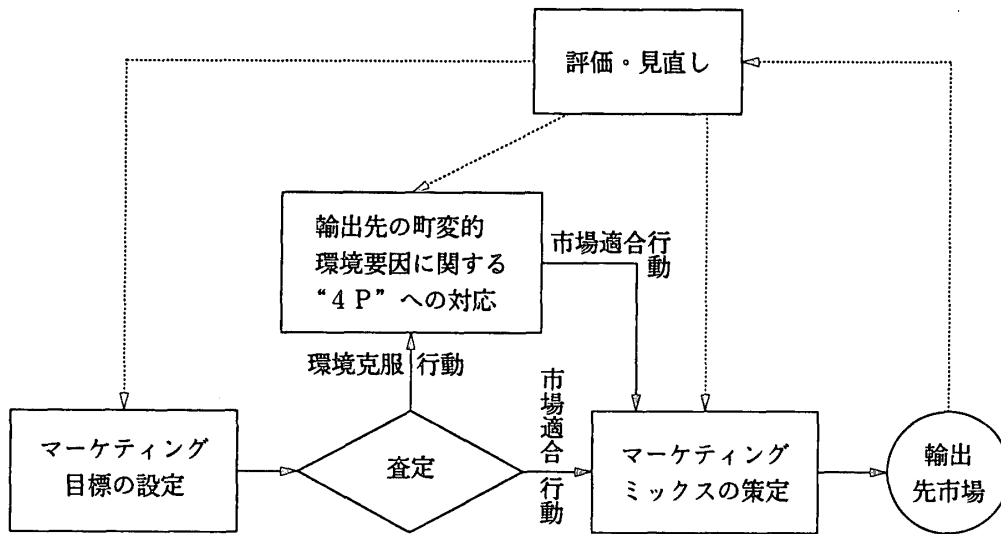 評価・見直し
輸出先の町変的
環境要因に関する
“4P”への対応
市場適合行動
環境克服行動
市場適合行動
マーケティング
目標の設定
査定
マーケティング
ミックスの策定
輸出
先市場